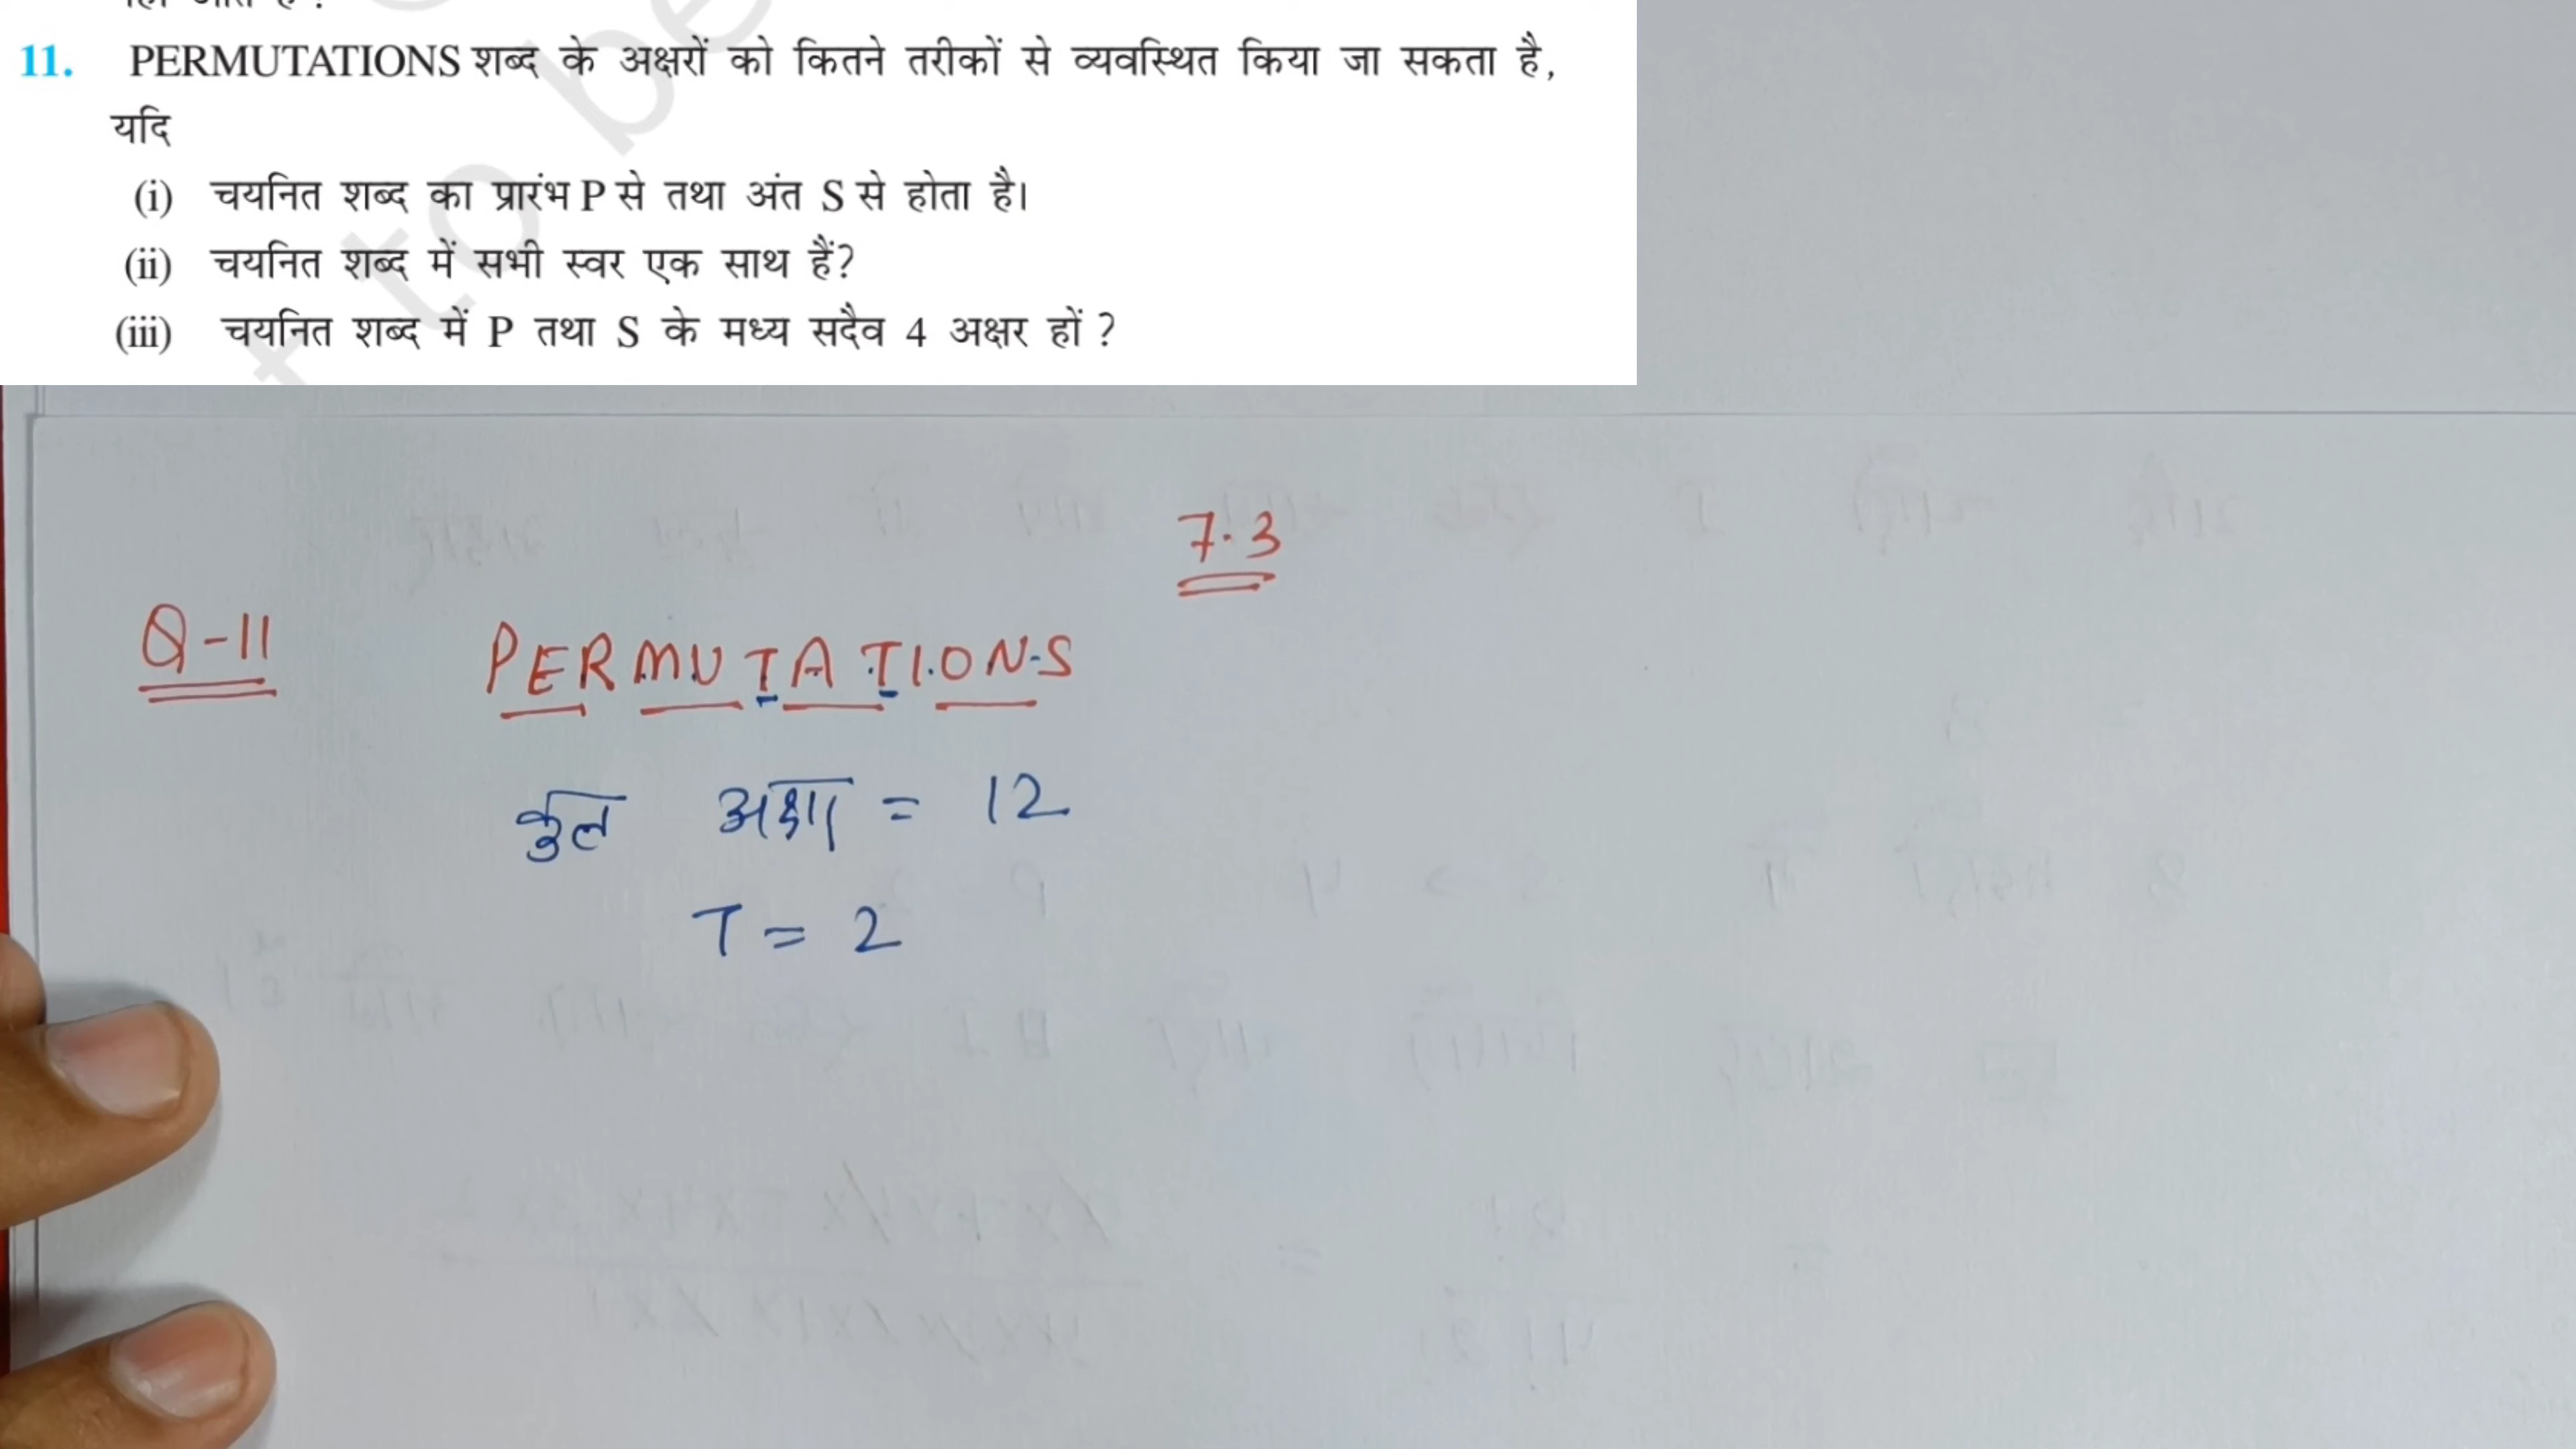 11. PERMUTATIONS शब्द के अक्षरों को कितने तरीकों से व्यवस्थित किया जा सकता है,
यदि
(i) चयनित शब्द का प्रारंभ P से तथा अंत S से होता है।
(ii) चयनित शब्द में सभी स्वर एक साथ हैं?
(iii) चयनित शब्द में P तथा S के मध्य सदैव 4 अक्षर हों ?
7.3
Q-11 PERMUTATIONS
कुल अक्षर = 12
T = 2